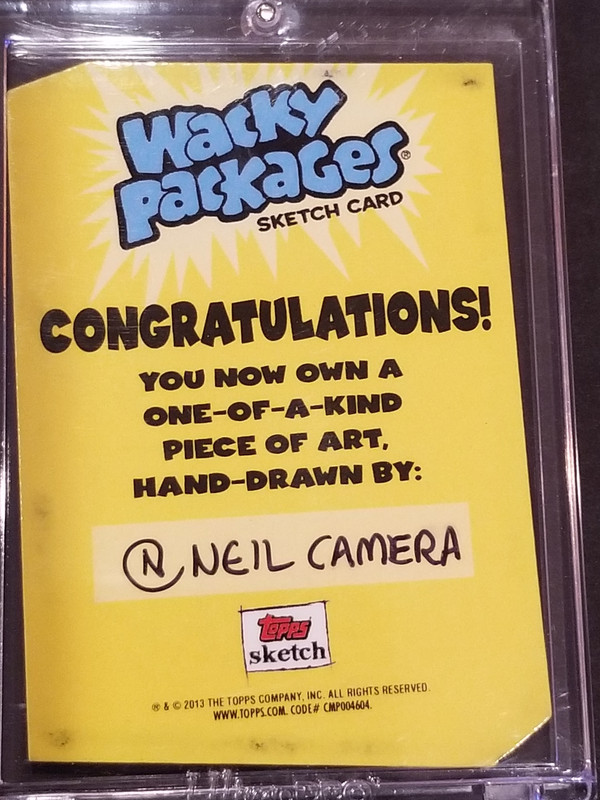 Wacky
Packages®
SKETCH CARD
CONGRATULATIONS!
YOU NOW OWN A
ONE-OF-A-KIND
PIECE OF ART,
HAND-DRAWN BY:
N NEIL CAMERA
TOPPS
sketch
® & © 2013 THE TOPPS COMPANY, INC. ALL RIGHTS RESERVED.
WWW.TOPPS.COM. CODE# CMP004604.